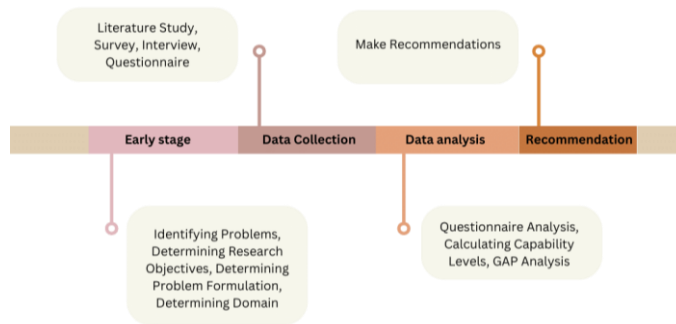 Literature Study,
Survey, Interview,
Questionnaire
Make Recommendations
Early stage
Data Collection
Data analysis
Recommendation
Identifying Problems,
Determining Research
Objectives, Determining
Problem Formulation,
Determining Domain
Questionnaire Analysis,
Calculating Capability
Levels, GAP Analysis